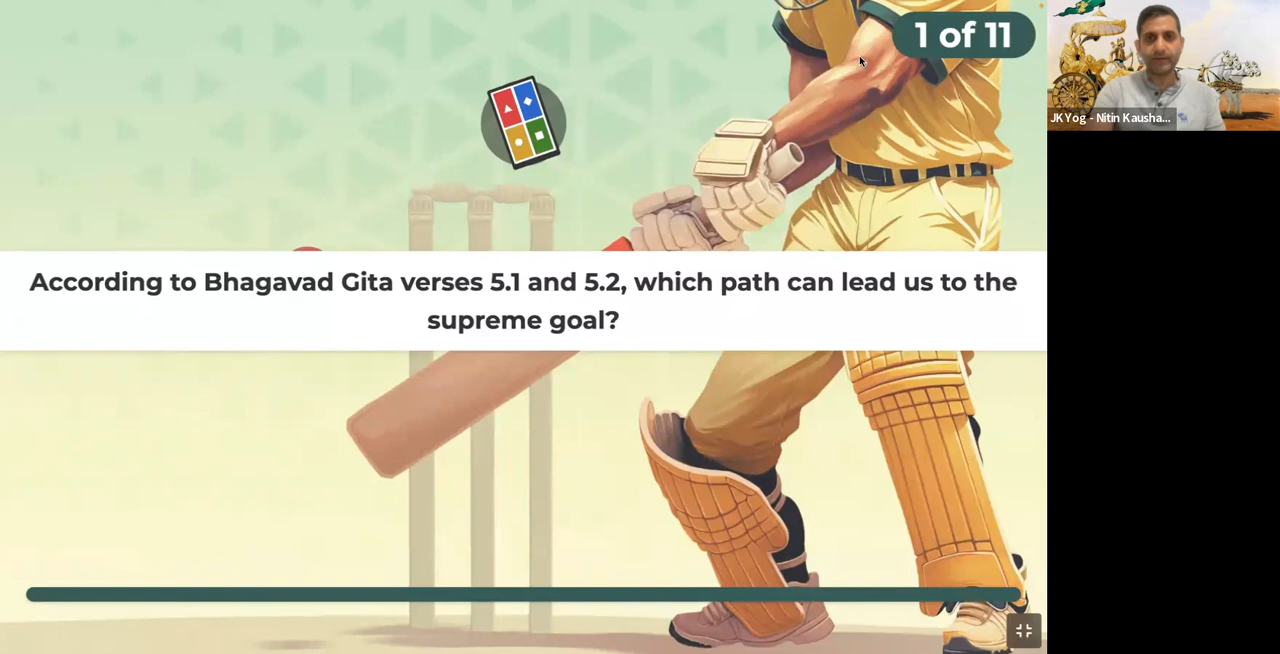 1 of 11
According to Bhagavad Gita verses 5.1 and 5.2, which path can lead us to the
supreme goal?
JKYog - Nitin Kausha...